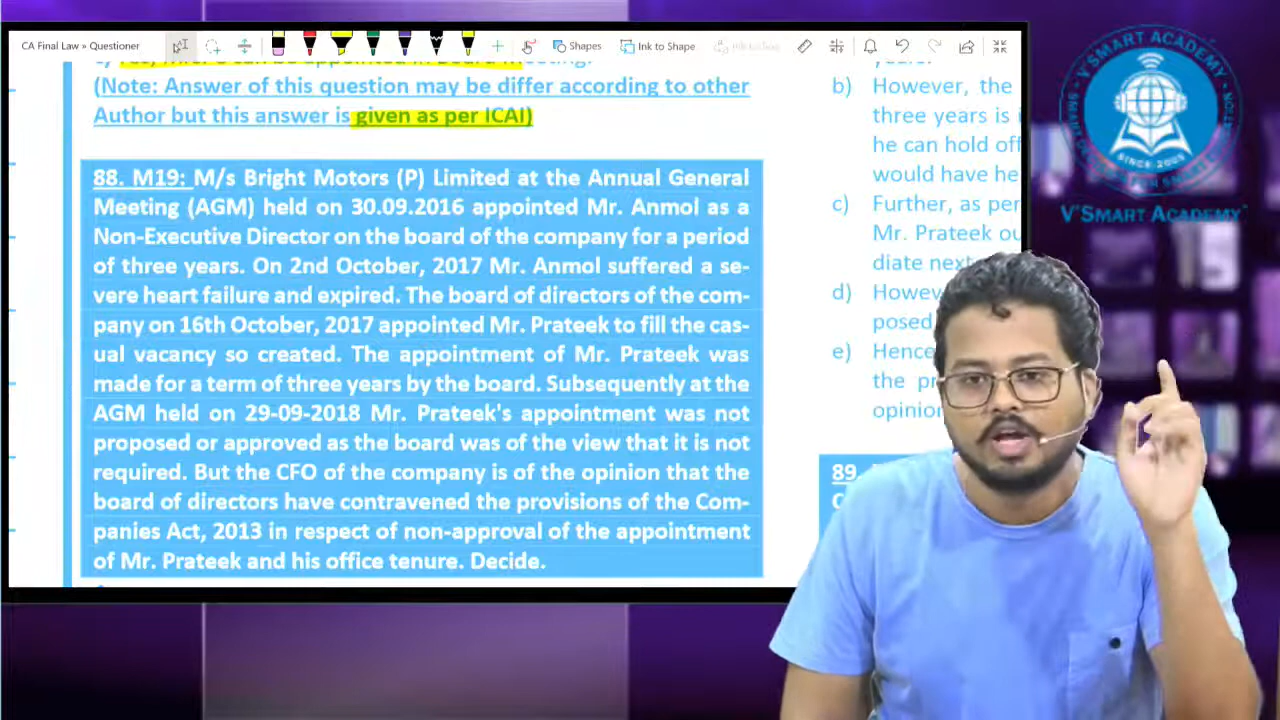 CA Final Law » Questioner
Shapes
Ink to Shape
(Note: Answer of this question may be differ according to other
Author but this answer is given as per ICAI)
88. M19: M/s Bright Motors (P) Limited at the Annual General
Meeting (AGM) held on 30.09.2016 appointed Mr. Anmol as a
Non-Executive Director on the board of the company for a period
of three years. On 2nd October, 2017 Mr. Anmol suffered a se-
vere heart failure and expired. The board of directors of the com-
pany on 16th October, 2017 appointed Mr. Prateek to fill the cas-
ual vacancy so created. The appointment of Mr. Prateek was
made for a term of three years by the board. Subsequently at the
AGM held on 29-09-2018 Mr. Prateek's appointment was not
proposed or approved as the board was of the view that it is not
required. But the CFO of the company is of the opinion that the
board of directors have contravened the provisions of the Com-
panies Act, 2013 in respect of non-approval of the appointment
of Mr. Prateek and his office tenure. Decide.
b) However, the
three years is
he can hold off
would have he
c) Further, as per
Mr. Prateek ou
diate next
d) Howev
posed
e) Hence
the pr
opinion
89
V'SMART ACADEMY
SINCE 2005
V'SMART ACADEMY